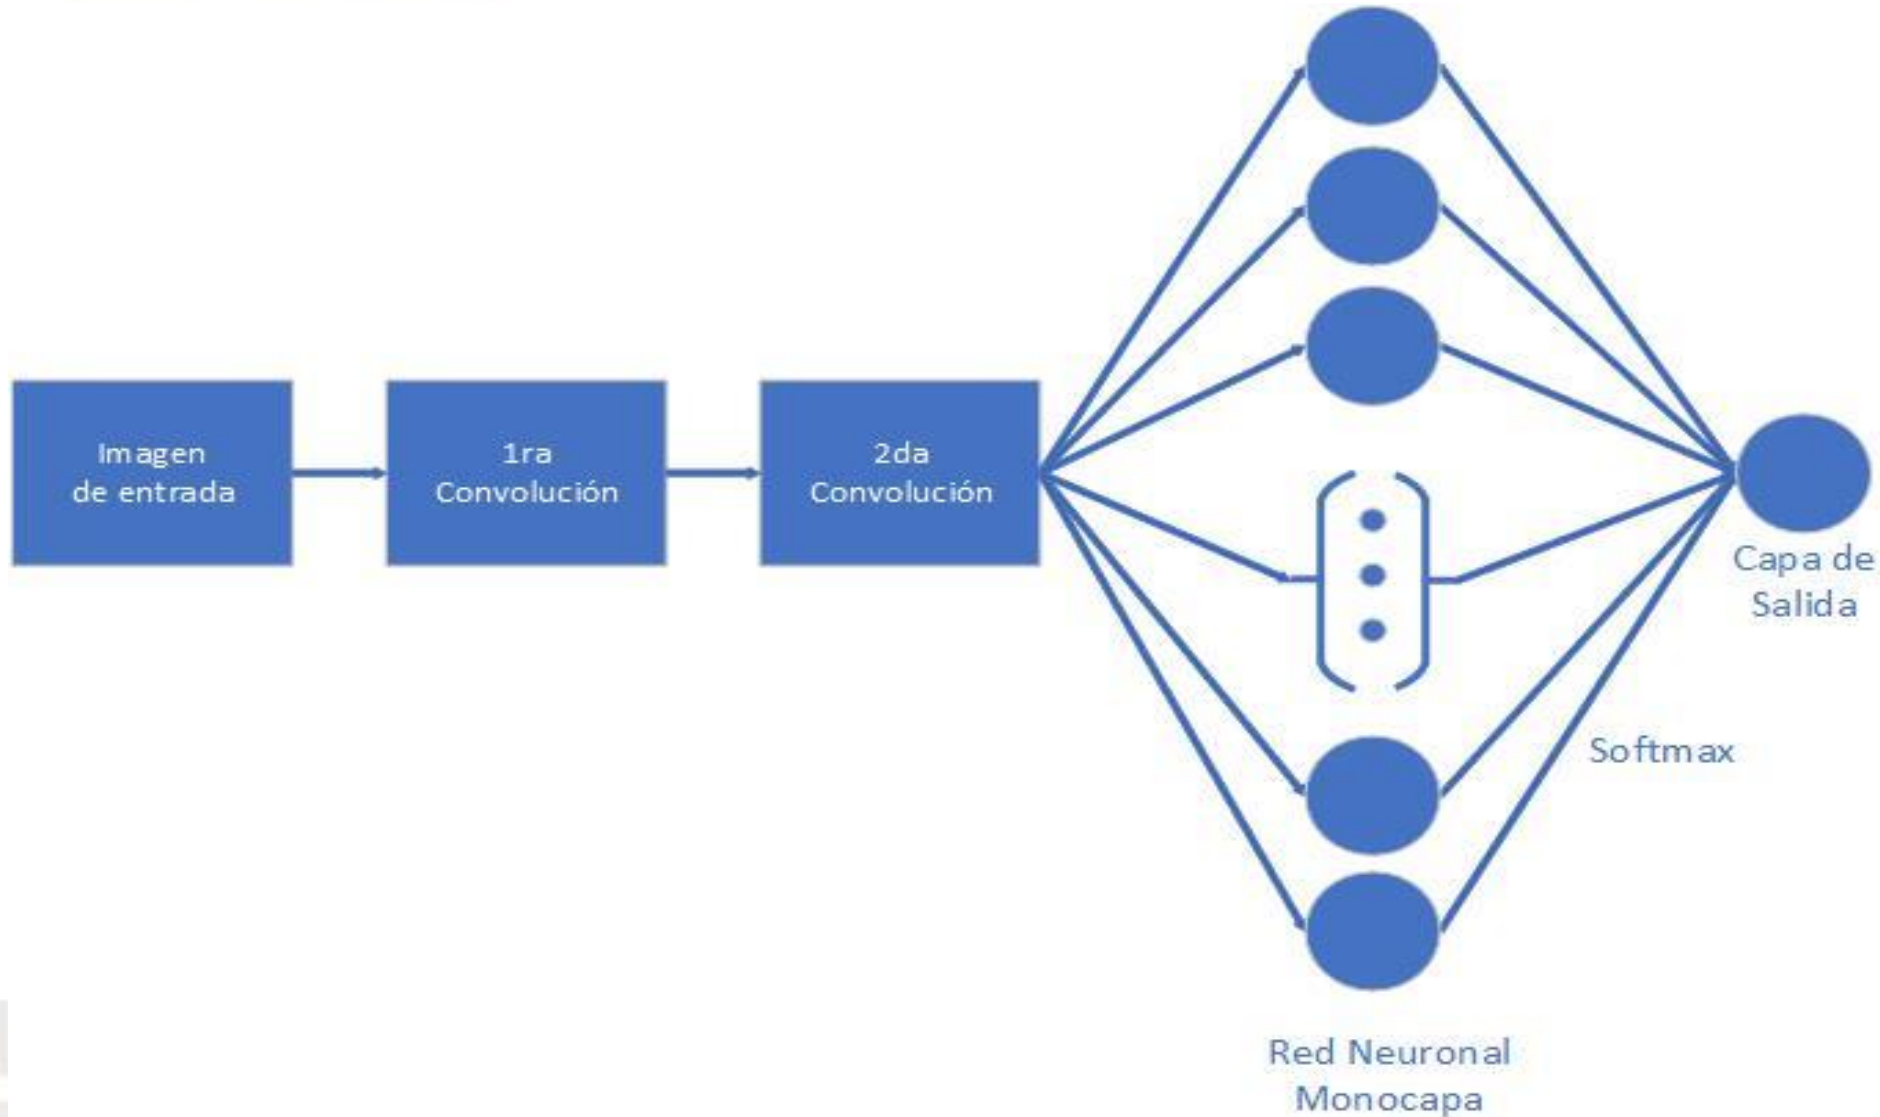 Imagen
de entrada
1ra
Convolución
2da
Convolución
Capa de
Salida
Softmax
Red Neuronal
Monocapa